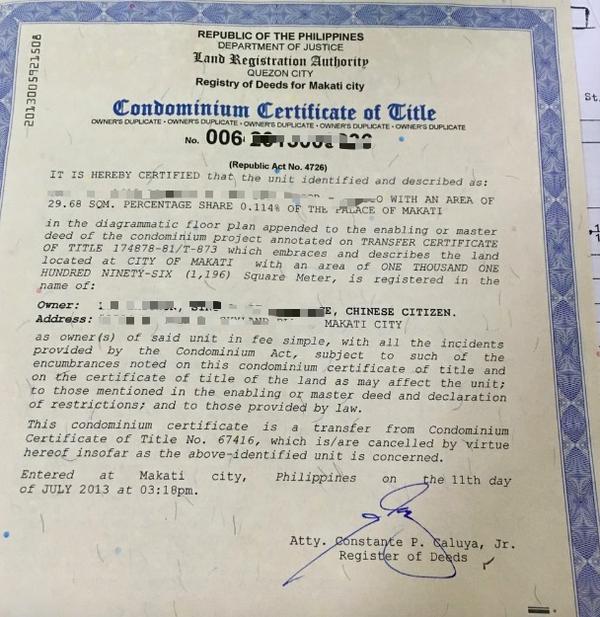 2013005921508
REPUBLIC OF THE PHILIPPINES
DEPARTMENT OF JUSTICE
Land Registration Authority
QUEZON CITY
Registry of Deeds for Makati city
Condominium Certificate of Title
OWNER'S DUPLICATE • OWNER'S DUPLICATE • OWNER'S DUPLICATE • OWNER'S DUPLICATE • OWNER'S DUPLICATE
No. 006
(Republic Act No. 4726)
IT IS HEREBY CERTIFIED that the unit identified and described as:
WITH AN AREA OF
29.68 SQM. PERCENTAGE SHARE 0.114% OF THE PALACE OF MAKATI
in the diagrammatic floor plan appended to the enabling or master
deed of the condominium project annotated on TRANSFER CERTIFICATE
OF TITLE 174878-81/T-873 which embraces and describes the land
located at CITY OF MAKATI with an area of ONE THOUSAND ONE
HUNDRED NINETY-SIX (1,196) Square Meter, is registered in the
name of:
Owner: CHINESE CITIZEN.
Address: MAKATI CITY
as owner(s) of said unit in fee simple, with all the incidents
provided by the Condominium Act, subject to such of the
encumbrances noted on this condominium certificate of title and
on the certificate of title of the land as may affect the unit;
to those mentioned in the enabling or master deed and declaration
of restrictions; and to those provided by law.
This condominium certificate is a transfer from Condominium
Certificate of Title No. 67416, which is/are cancelled by virtue
hereof insofar as the above-identified unit is concerned.
Entered at Makati city, Philippines on the 11th day
of JULY 2013 at 03:18pm.
Atty. Constante P. Caluya, Jr.
Register of Deeds